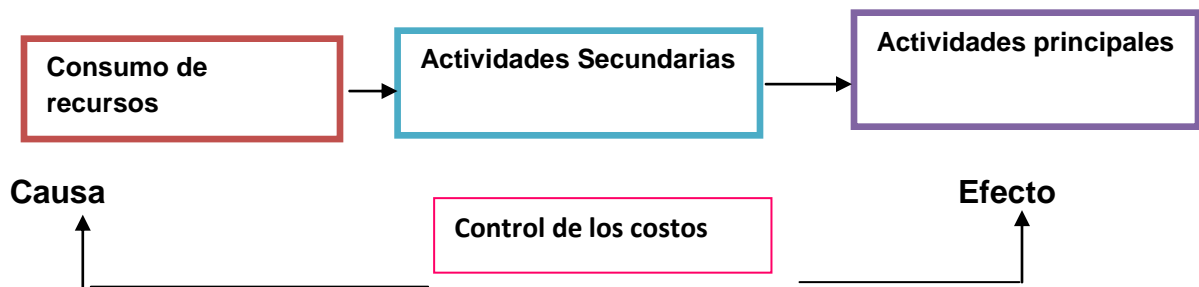 Consumo de
recursos
Actividades Secundarias
Actividades principales
Causa
Efecto
Control de los costos